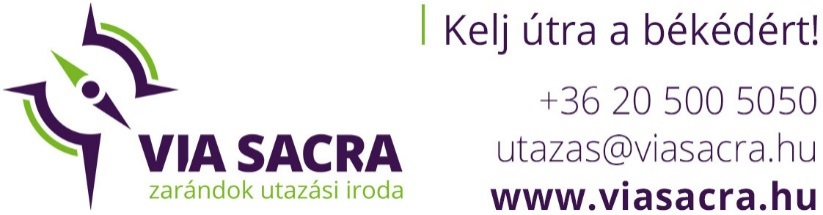 VIA SACRA
zarándok utazási iroda
Kelj útra a békédért!
+36 20 500 5050
utazas@viasacra.hu
www.viasacra.hu